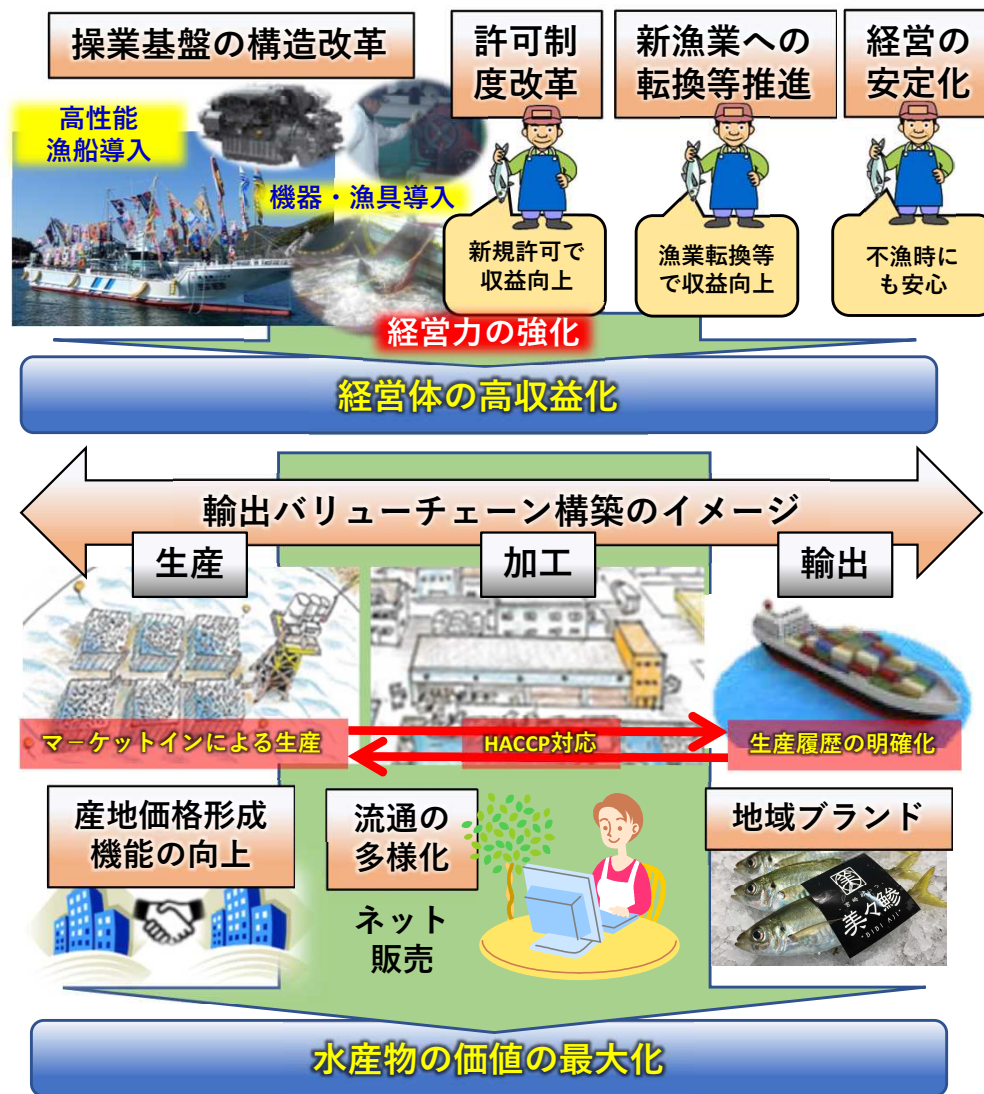 操業基盤の構造改革
許可制
度改革
新漁業への
転換等推進
経営の
安定化
高性能
漁船導入
機器・漁具導入
新規許可で
収益向上
漁業転換等
で収益向上
不漁時に
も安心
経営力の強化
経営体の高収益化
輸出バリューチェーン構築のイメージ
生産
加工
輸出
マーケットインによる生産
HACCP対応
生産履歴の明確化
産地価格形成
機能の向上
流通の
多様化
ネット
販売
地域ブランド
美々鯵
"BIBI AJI"
水産物の価値の最大化